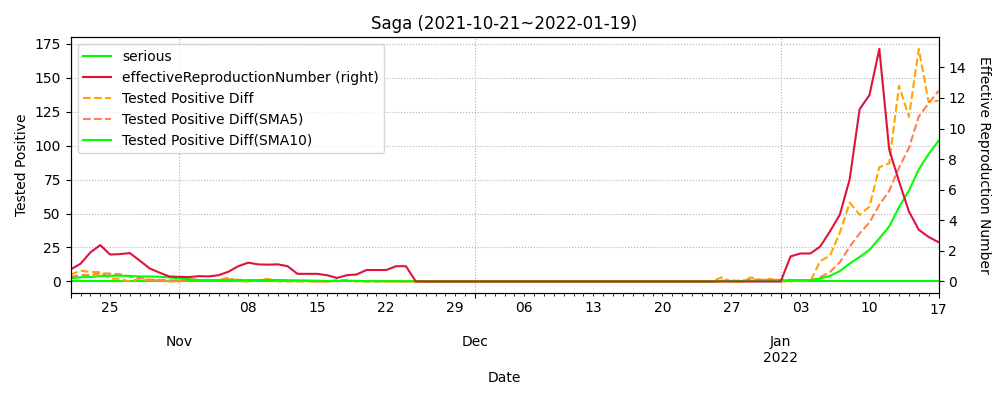 Saga (2021-10-21~2022-01-19)
serious
effectiveReproductionNumber (right)
Tested Positive Diff
Tested Positive Diff(SMA5)
Tested Positive Diff(SMA10)
Tested Positive
175
150
125
100
75
50
25
0
14
12
10
8
6
4
2
0
Effective Reproduction Number
25 08 15 22 29 06 13 20 27 03 10 17
Nov Dec Jan
2022
Date